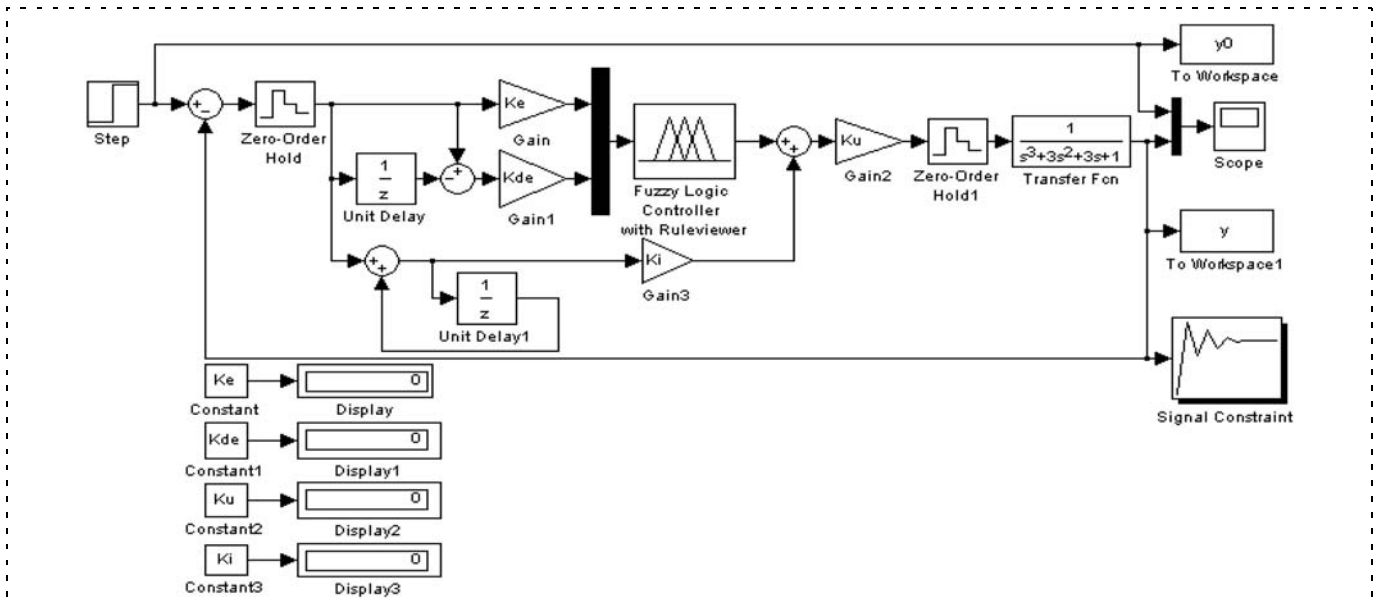 y0
To Workspace
Step
+
-
Zero-Order
Hold
Ke
Gain
1
z
Unit Delay
-
+
Kde
Gain1
Fuzzy Logic
Controller
with Ruleviewer
+
+
Ku
Gain2
Zero-Order
Hold1
1
s³+3s²+3s+1
Transfer Fcn
Scope
+
+
1
z
Unit Delay1
Ki
Gain3
y
To Workspace1
Signal Constraint
Ke
0
Constant
Display
Kde
0
Constant1
Display1
Ku
0
Constant2
Display2
Ki
0
Constant3
Display3